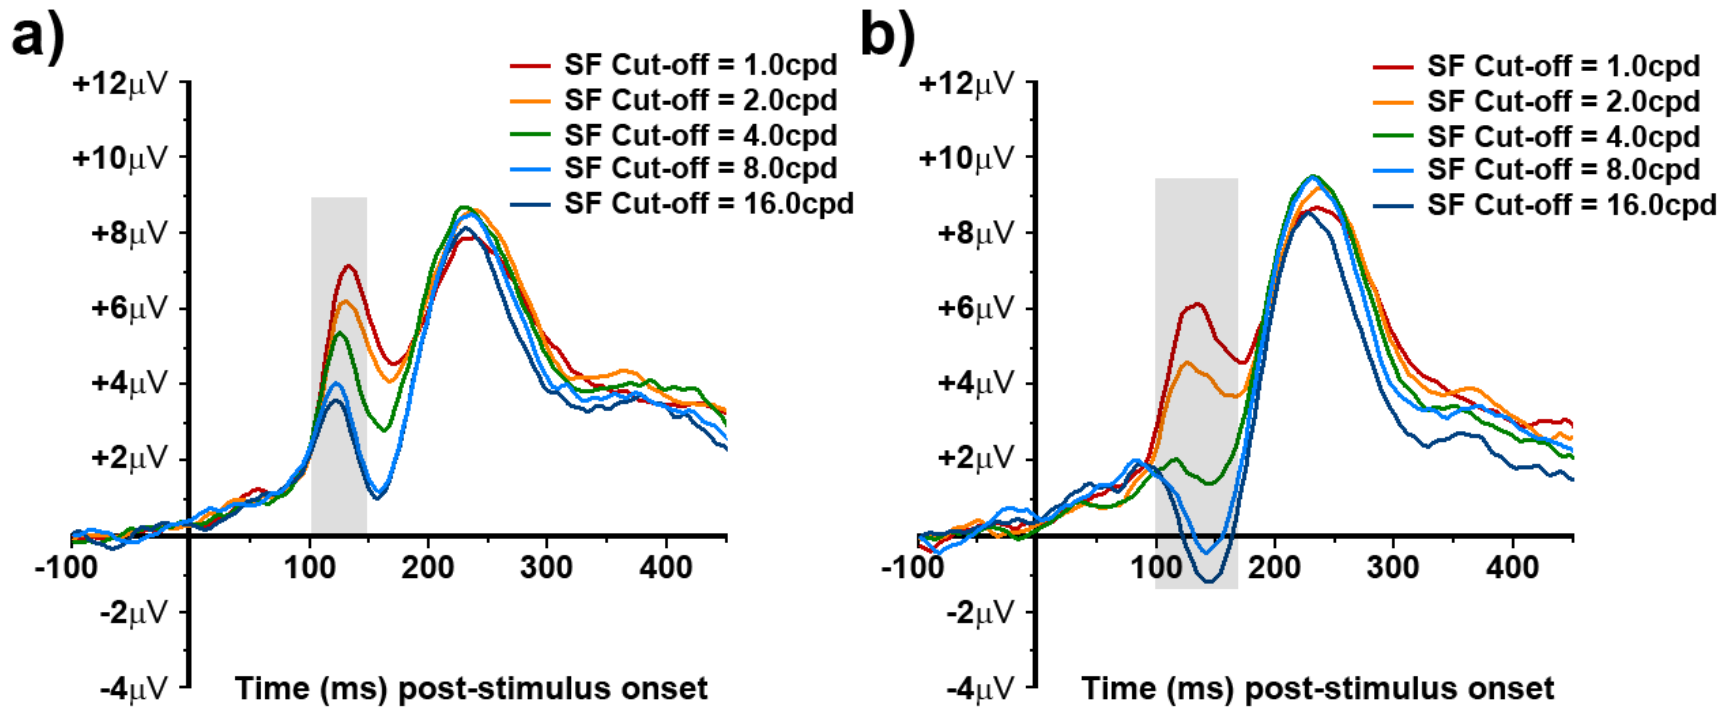 a)
SF Cut-off = 1.0cpd
SF Cut-off = 2.0cpd
SF Cut-off = 4.0cpd
SF Cut-off = 8.0cpd
SF Cut-off = 16.0cpd
+12µV
+10µV
+8µV
+6µV
+4µV
+2µV
-100 100 200 300 400
-2µV
-4µV
Time (ms) post-stimulus onset
b)
SF Cut-off = 1.0cpd
SF Cut-off = 2.0cpd
SF Cut-off = 4.0cpd
SF Cut-off = 8.0cpd
SF Cut-off = 16.0cpd
+12µV
+10µV
+8µV
+6µV
+4µV
+2µV
-100 100 200 300 400
-2µV
-4µV
Time (ms) post-stimulus onset